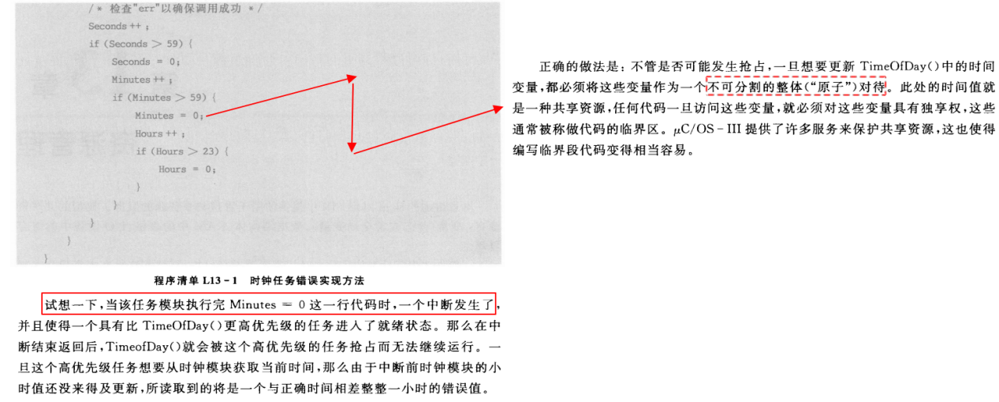 /* 检查"err"以确保调用成功 */
Seconds++;
if (Seconds > 59) {
Seconds = 0;
Minutes++;
if (Minutes > 59) {
Minutes = 0;
Hours++;
if (Hours > 23) {
Hours = 0;
}
}
}
}
}
程序清单 L13-1 时钟任务错误实现方法
试想一下,当该任务模块执行完 Minutes = 0 这一行代码时,一个中断发生了,
并且使得一个具有比 TimeOfDay()更高优先级的任务进入了就绪状态。那么在中
断结束返回后,TimeofDay()就会被这个高优先级的任务抢占而无法继续运行。一
旦这个高优先级任务想要从时钟模块获取当前时间,那么由于中断前时钟模块的小
时值还没来得及更新,所读取到的将是一个与正确时间相差整整一小时的错误值。
正确的做法是:不管是否可能发生抢占,一旦想要更新 TimeOfDay()中的时间
变量,都必须将这些变量作为一个不可分割的整体("原子")对待。此处的时间值就
是一种共享资源,任何代码一旦访问这些变量,就必须对这些变量具有独享权,这些
通常被称做代码的临界区。μC/OS-III 提供了许多服务来保护共享资源,这也使得
编写临界段代码变得相当容易。